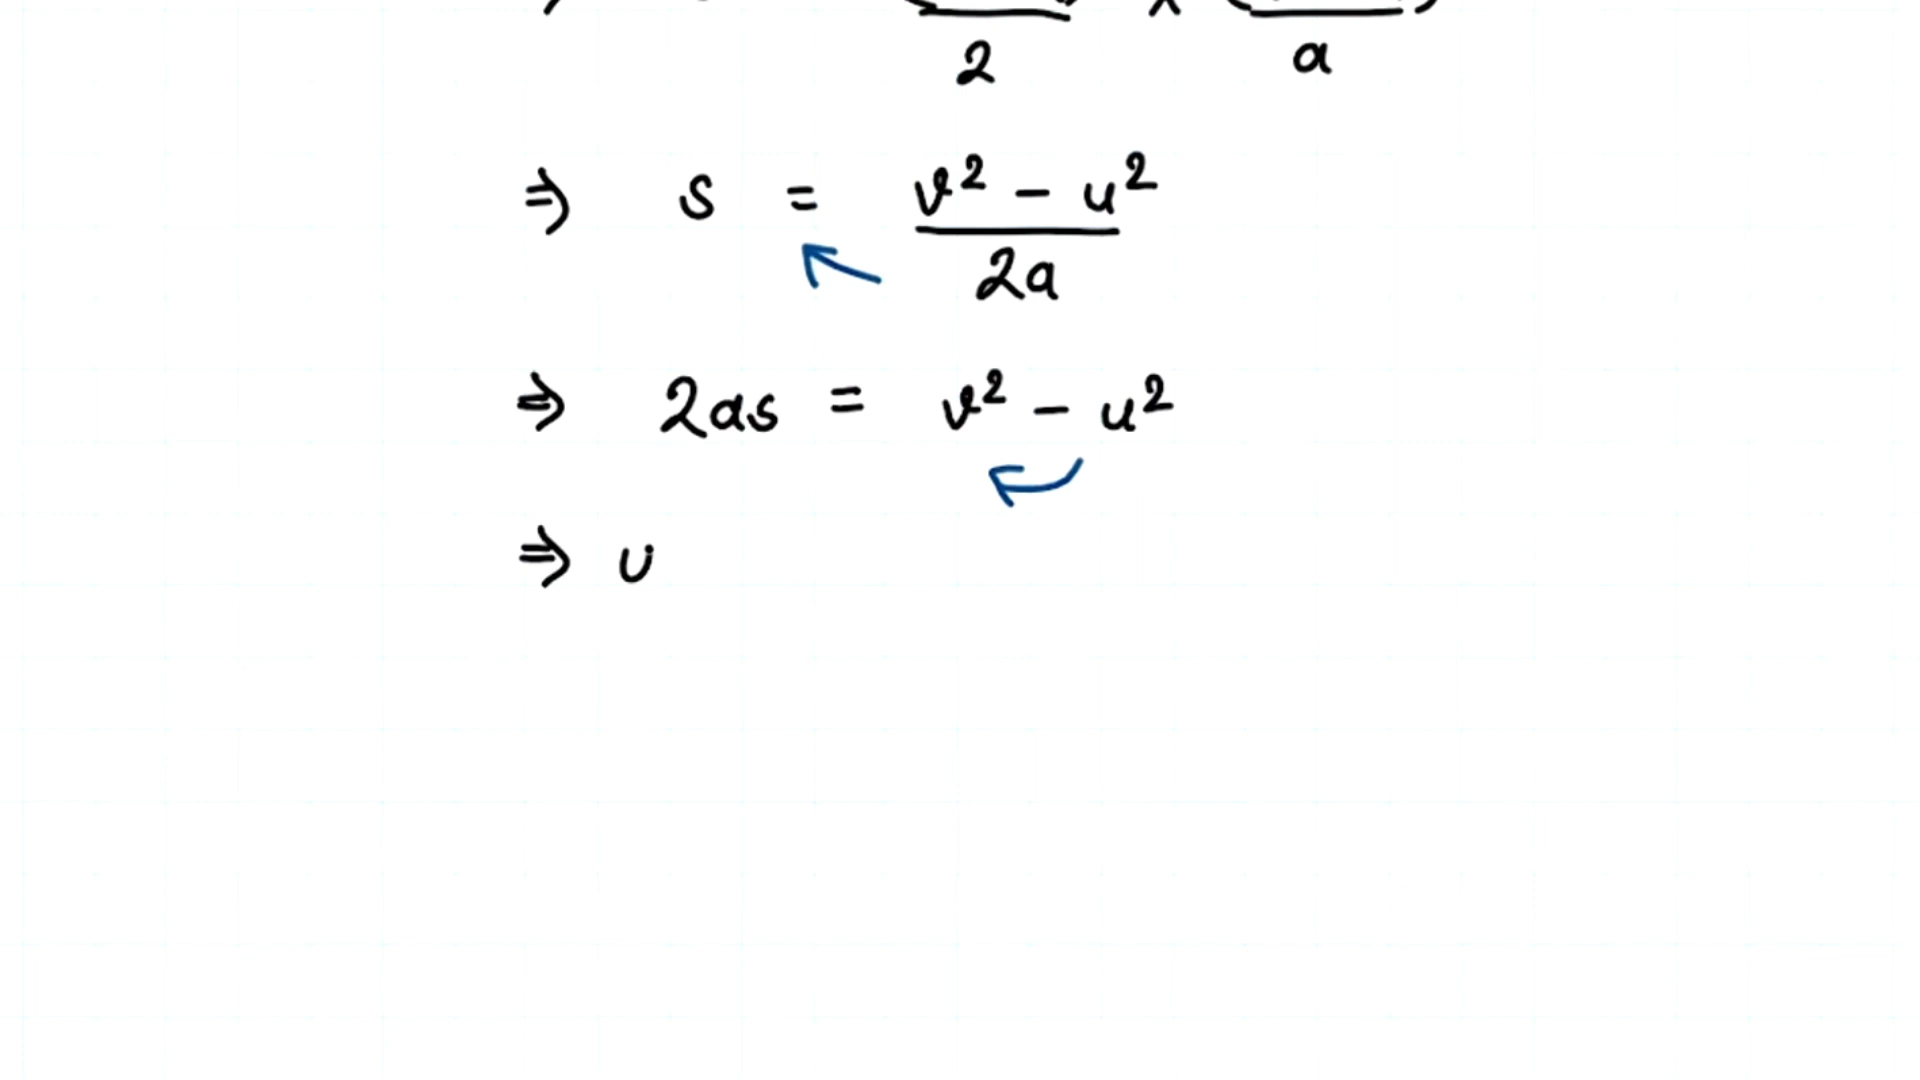 2 a
⇒ s = v² - u² / 2a
⇒ 2as = v² - u²
⇒ u